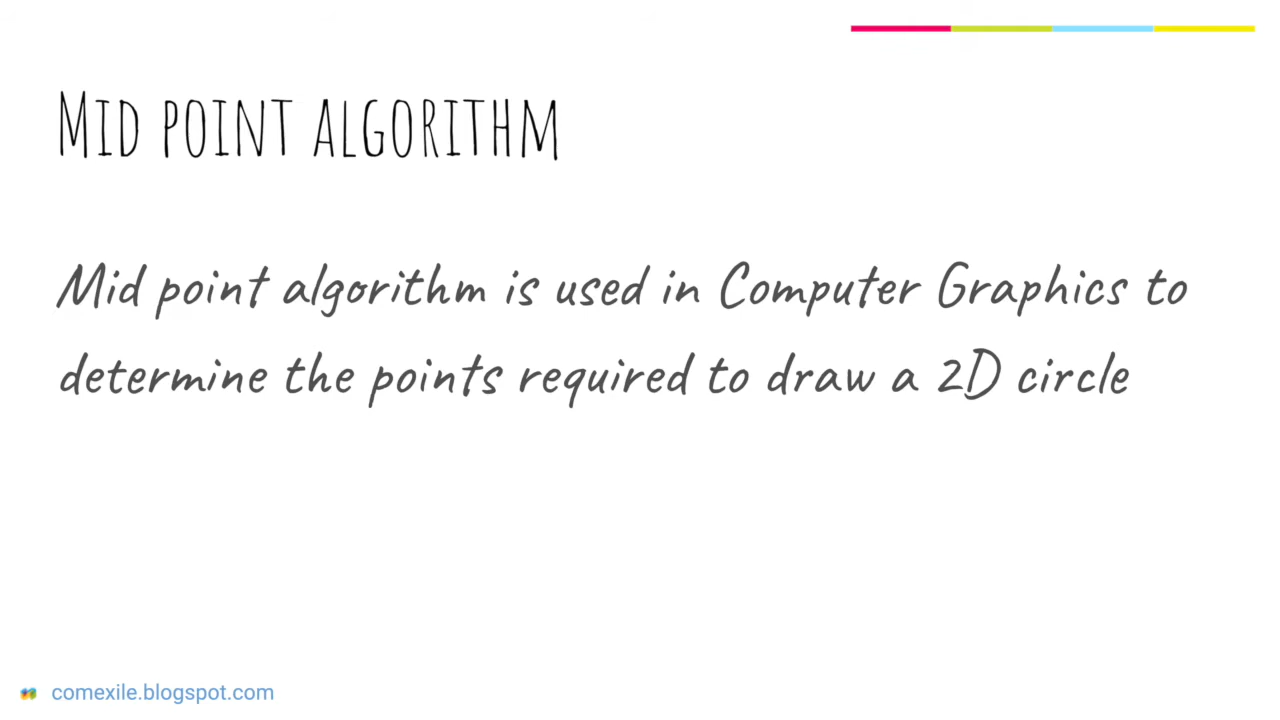 Mid point algorithm
Mid point algorithm is used in Computer Graphics to
determine the points required to draw a 2D circle
comexile.blogspot.com